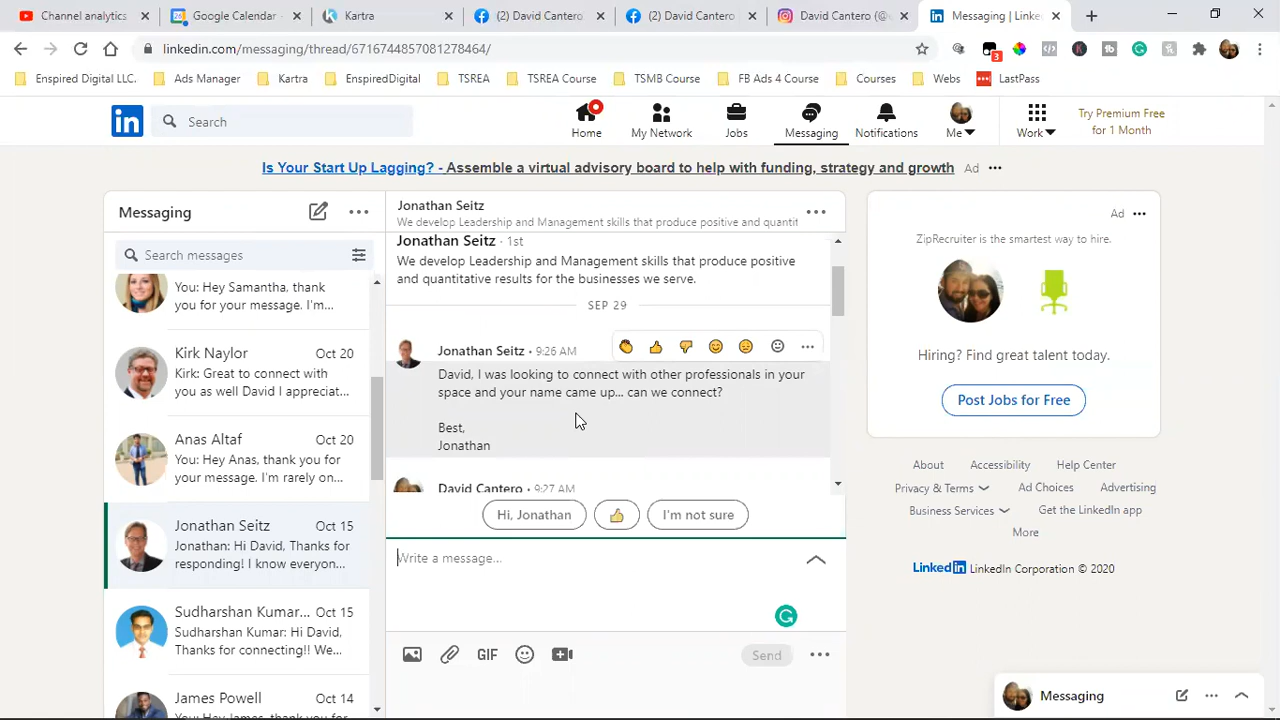 Channel analytics
Google Calendar
Kartra
(2) David Cantero
(2) David Cantero
David Cantero (@
Messaging | Linke
linkedin.com/messaging/thread/6716744857081278464/
3
Enspired Digital LLC.
Ads Manager
kartra
EnspiredDigital
TSREA
TSREA Course
TSMB Course
FB Ads 4 Course
Courses
Webs
LastPass
in
Search
Home
My Network
Jobs
Messaging
Notifications
Me
Work
Try Premium Free
for 1 Month
Is Your Start Up Lagging? - Assemble a virtual advisory board to help with funding, strategy and growth
Ad
Messaging
Search messages
You: Hey Samantha, thank
you for your message. I'm...
Kirk Naylor
Oct 20
Kirk: Great to connect with
you as well David I appreciat...
Anas Altaf
Oct 20
You: Hey Anas, thank you for
your message. I'm rarely on...
Jonathan Seitz
Oct 15
Jonathan: Hi David, Thanks for
responding! I know everyon...
Sudharshan Kumar...
Oct 15
Sudharshan Kumar: Hi David,
Thanks for connecting!! We...
James Powell
Oct 14
You: Hey James, thank you for
Jonathan Seitz
We develop Leadership and Management skills that produce positive and quantit
Jonathan Seitz · 1st
We develop Leadership and Management skills that produce positive
and quantitative results for the businesses we serve.
SEP 29
Jonathan Seitz • 9:26 AM
David, I was looking to connect with other professionals in your
space and your name came up... can we connect?
Best,
Jonathan
David Cantero • 9:27 AM
Hi, Jonathan
I'm not sure
Write a message...
GIF
Send
Ad
ZipRecruiter is the smartest way to hire.
Hiring? Find great talent today.
Post Jobs for Free
About
Accessibility
Help Center
Privacy & Terms
Ad Choices
Advertising
Business Services
Get the LinkedIn app
More
LinkedIn LinkedIn Corporation © 2020
Messaging